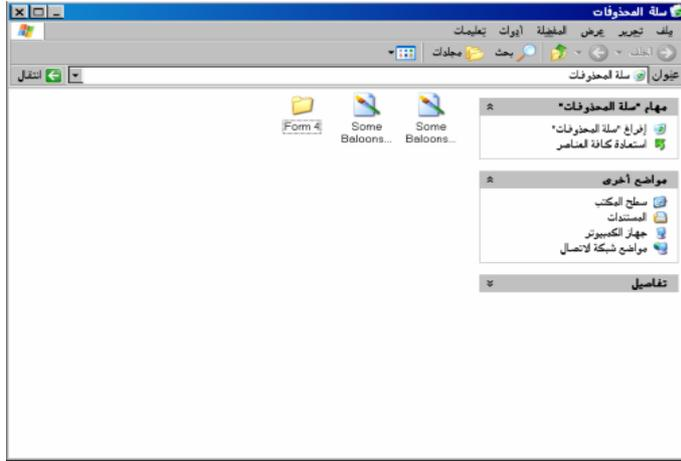 سلة المحذوفات
ملف تحرير عرض المفضلة أدوات تعليمات
الخلف بحث مجلدات
عنوان سلة المحذوفات انتقال
مهام "سلة المحذوفات"
إفراغ "سلة المحذوفات"
استعادة كافة العناصر
مواضع أخرى
سطح المكتب
المستندات
جهاز الكمبيوتر
مواضع شبكة الاتصال
تفاصيل
Some Baloons...
Some Baloons...
Form 4